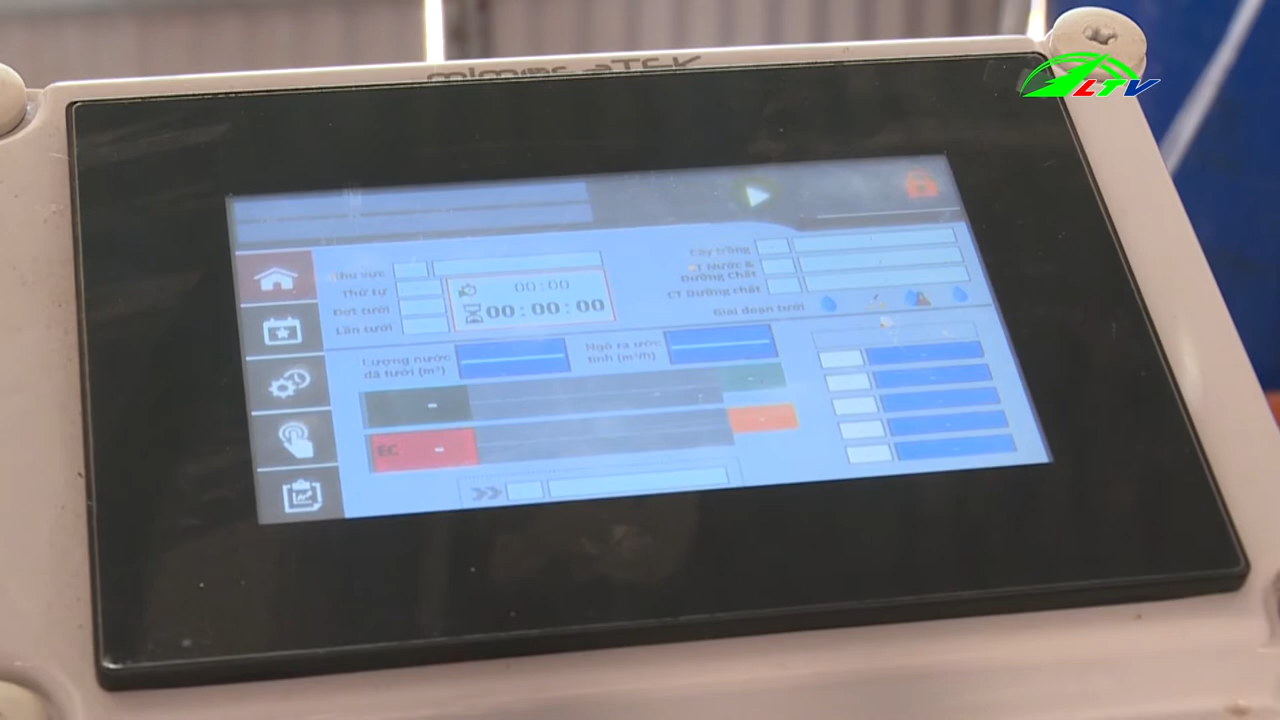 LTV
Khu vực
Thứ tự
Đợt tưới
Lần tưới
00:00
00:00:00
Cây trồng
CT Nước &
Dưỡng Chất
CT Dưỡng chất
Giai đoạn tưới
Lượng nước
đã tưới (m³)
Ngõ ra ước
tính (m³/h)
EC